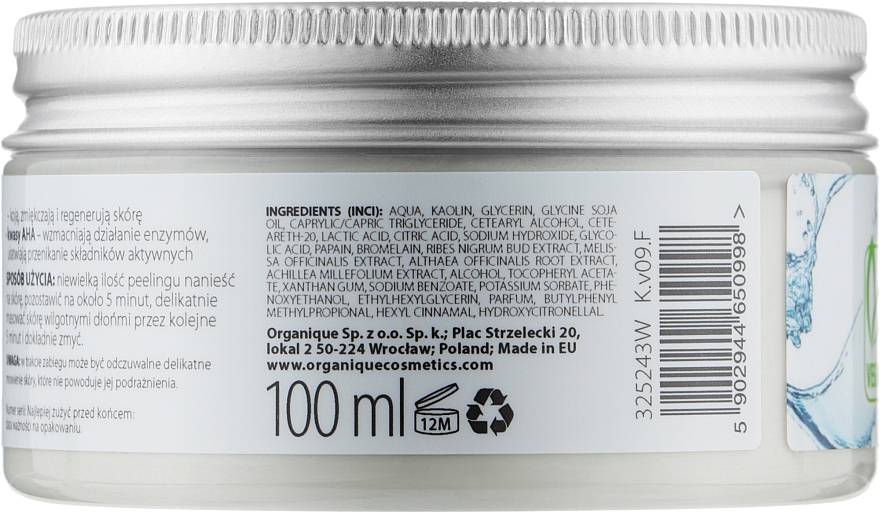 – koją, zmiękczają i regenerują skórę
kwasy AHA – wzmacniają działanie enzymów,
ułatwiają przenikanie składników aktywnych
SPOSÓB UŻYCIA: niewielką ilość peelingu nanieść
na skórę, pozostawić na około 5 minut, delikatnie
masować skórę wilgotnymi dłońmi przez kolejne
5 minut i dokładnie zmyć.
UWAGA: w trakcie zabiegu może być odczuwalne delikatne
mrowienie skóry, które nie powoduje jej podrażnienia.
Numer serii: Najlepiej zużyć przed końcem:
data ważności na opakowaniu.
INGREDIENTS (INCI): AQUA, KAOLIN, GLYCERIN, GLYCINE SOJA
OIL, CAPRYLIC/CAPRIC TRIGLYCERIDE, CETEARYL ALCOHOL, CETE-
ARETH-20, LACTIC ACID, CITRIC ACID, SODIUM HYDROXIDE, GLYCO-
LIC ACID, PAPAIN, BROMELAIN, RIBES NIGRUM BUD EXTRACT, MELIS-
SA OFFICINALIS EXTRACT, ALTHAEA OFFICINALIS ROOT EXTRACT,
ACHILLEA MILLEFOLIUM EXTRACT, ALCOHOL, TOCOPHERYL ACETA-
TE, XANTHAN GUM, SODIUM BENZOATE, POTASSIUM SORBATE, PHE-
NOXYETHANOL, ETHYLHEXYLGLYCERIN, PARFUM, BUTYLPHENYL
METHYLPROPIONAL, HEXYL CINNAMAL, HYDROXYCITRONELLAL.
Organique Sp. z o.o. Sp. k.; Plac Strzelecki 20,
lokal 2 50-224 Wrocław; Poland; Made in EU
www.organiquecosmetics.com
100 ml
12M
325243W K.v09.F
5 902944 650998 >